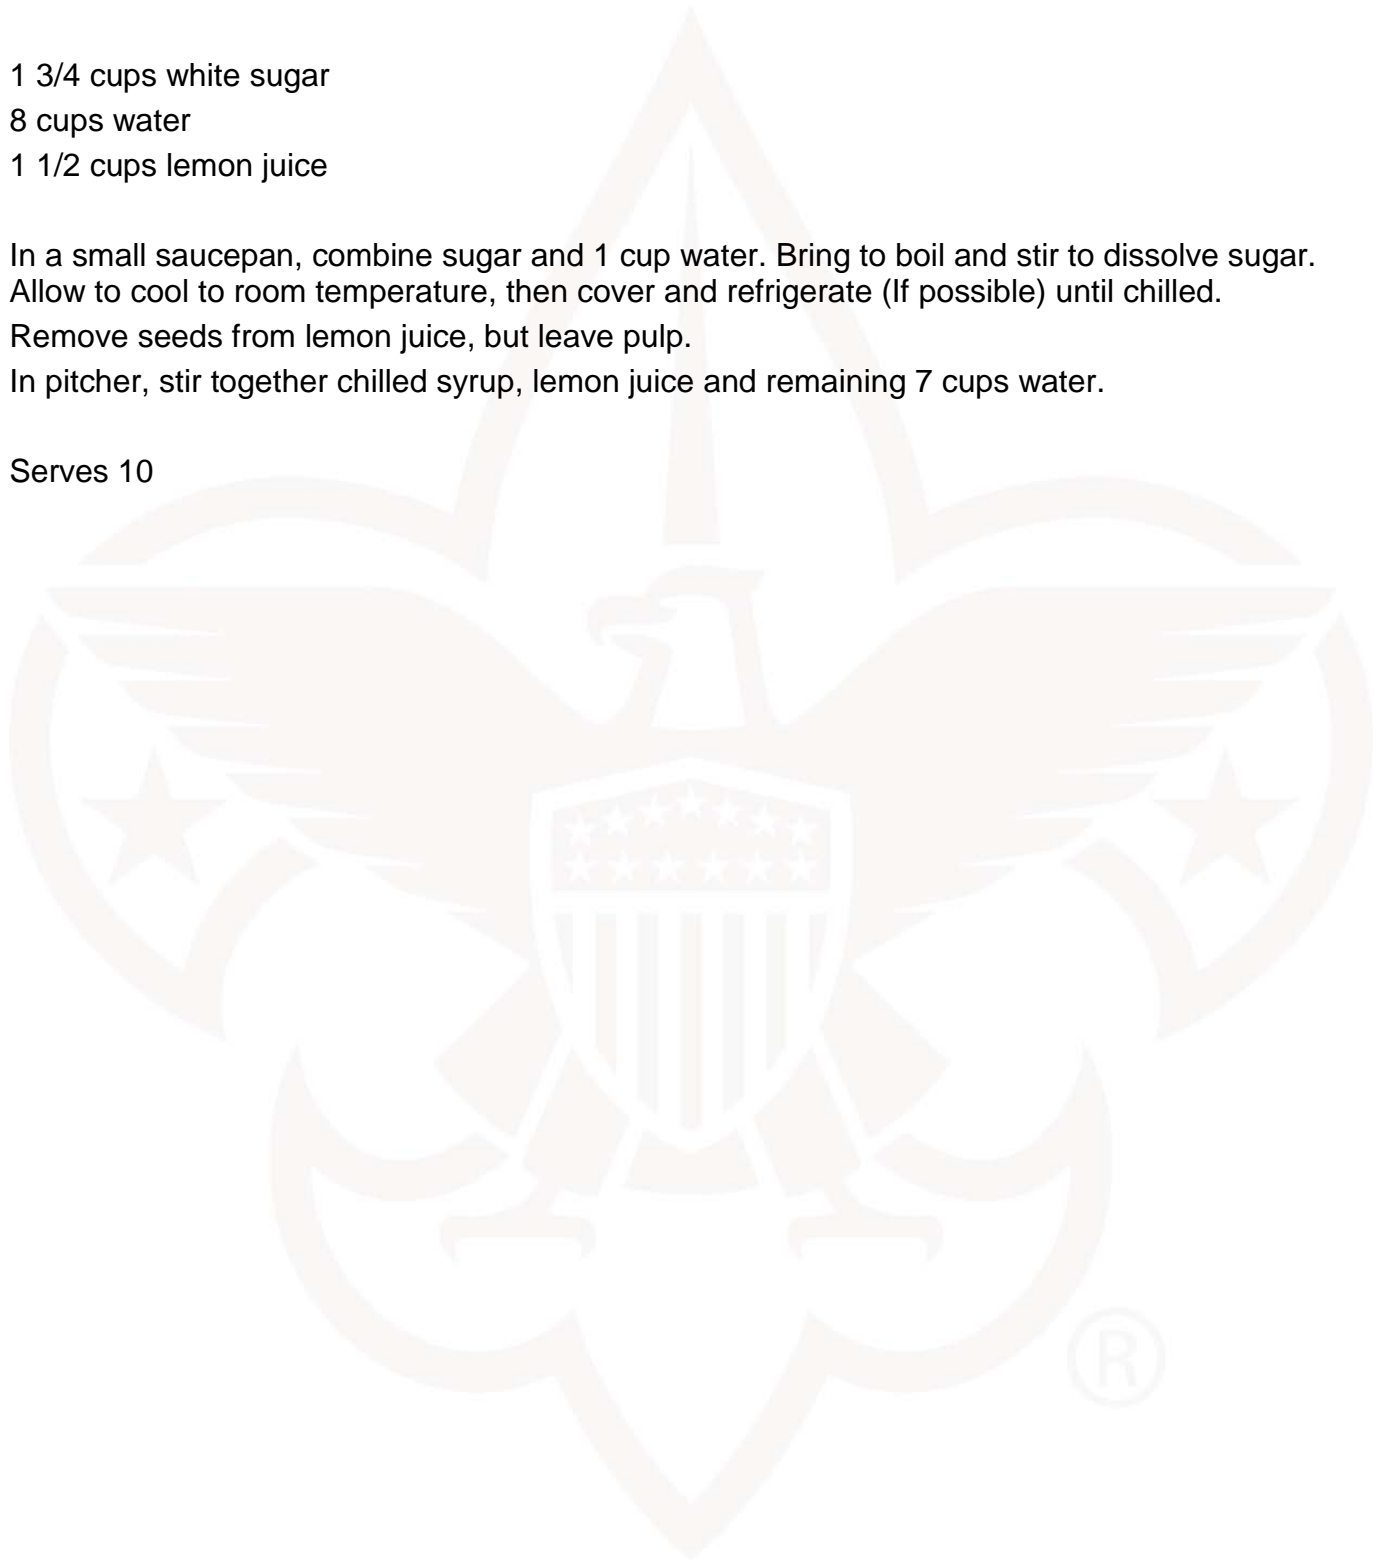 1 3/4 cups white sugar
8 cups water
1 1/2 cups lemon juice
In a small saucepan, combine sugar and 1 cup water. Bring to boil and stir to dissolve sugar.
Allow to cool to room temperature, then cover and refrigerate (If possible) until chilled.
Remove seeds from lemon juice, but leave pulp.
In pitcher, stir together chilled syrup, lemon juice and remaining 7 cups water.
Serves 10
®